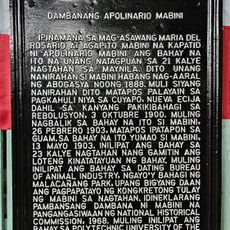 DAMBANANG APOLINARIO MABINI
IPINAMANA SA MAG-ASAWANG MARIA DEL
ROSARIO AT AGAPITO MABINI NA KAPATID
NI APOLINARIO MABINI ANG BAHAY NA
ITO NA UNANG NATAGPUAN SA 21 KALYE
NAGTAHAN SA MAYNILA. DITO UNANG
NANIRAHAN SI MABINI HABANG NAG-AARAL
NG ABOGASYA NOONG 1888. MULI SIYANG
NANIRAHAN DITO MATAPOS PALAYAIN SA
PAGKAHULI NIYA SA CUYAPO, NUEVA ECIJA
DAHIL SA KANYANG PAKIKIBAHAGI SA
REBOLUSYON, 3 OKTUBRE 1900. MULING
NAGBALIK SA BAHAY NA ITO SI MABINI,
26 PEBRERO 1903, MATAPOS IPATAPON SA
GUAM. SA BAHAY NA ITO YUMAO SI MABINI,
13 MAYO 1903. INILIPAT ANG BAHAY SA
23 KALYE NAGTAHAN NANG GAMITIN ANG
LOTENG KINATATAYUAN NG BAHAY. MULING
INILIPAT ANG BAHAY SA DATING BUREAU
OF ANIMAL INDUSTRY, NGAYO'Y BAHAGI NG
MALACAÑAN PARK, UPANG BIGYANG DAAN
ANG PAGPAPATAYO NG KONGKRETONG TULAY
NG MABINI SA NAGTAHAN. IDINEKLARANG
PAMBANSANG DAMBANA NI MABINI NA
PANGANGASIWAAN NG NATIONAL HISTORICAL
COMMISSION, 1968. MULING INILIPAT ANG
BAHAY SA POLYTECHNIC UNIVERSITY OF THE